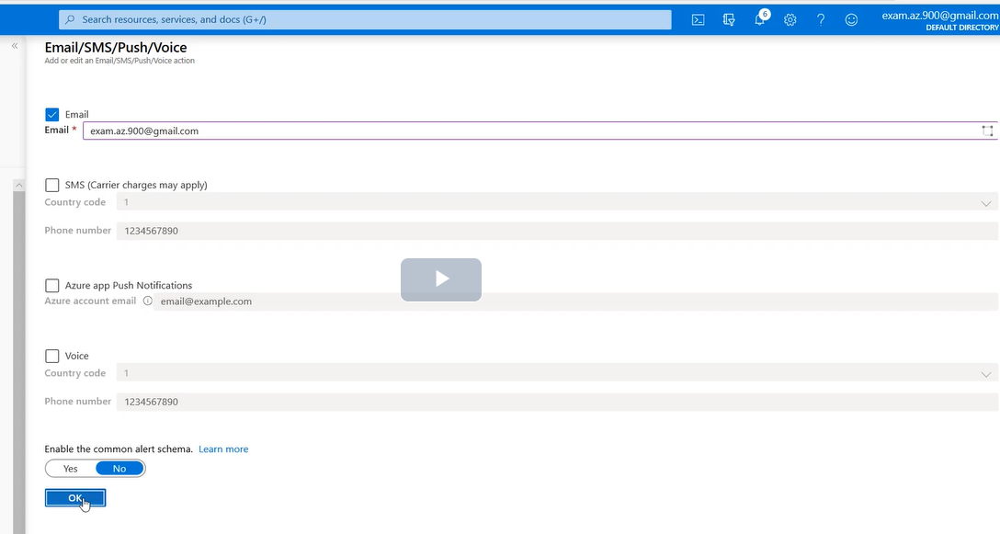 Search resources, services, and docs (G+/)
6
exam.az.900@gmail.com
DEFAULT DIRECTORY
Email/SMS/Push/Voice
Add or edit an Email/SMS/Push/Voice action
Email
Email * exam.az.900@gmail.com
SMS (Carrier charges may apply)
Country code 1
Phone number 1234567890
Azure app Push Notifications
Azure account email email@example.com
Voice
Country code 1
Phone number 1234567890
Enable the common alert schema. Learn more
Yes No
OK